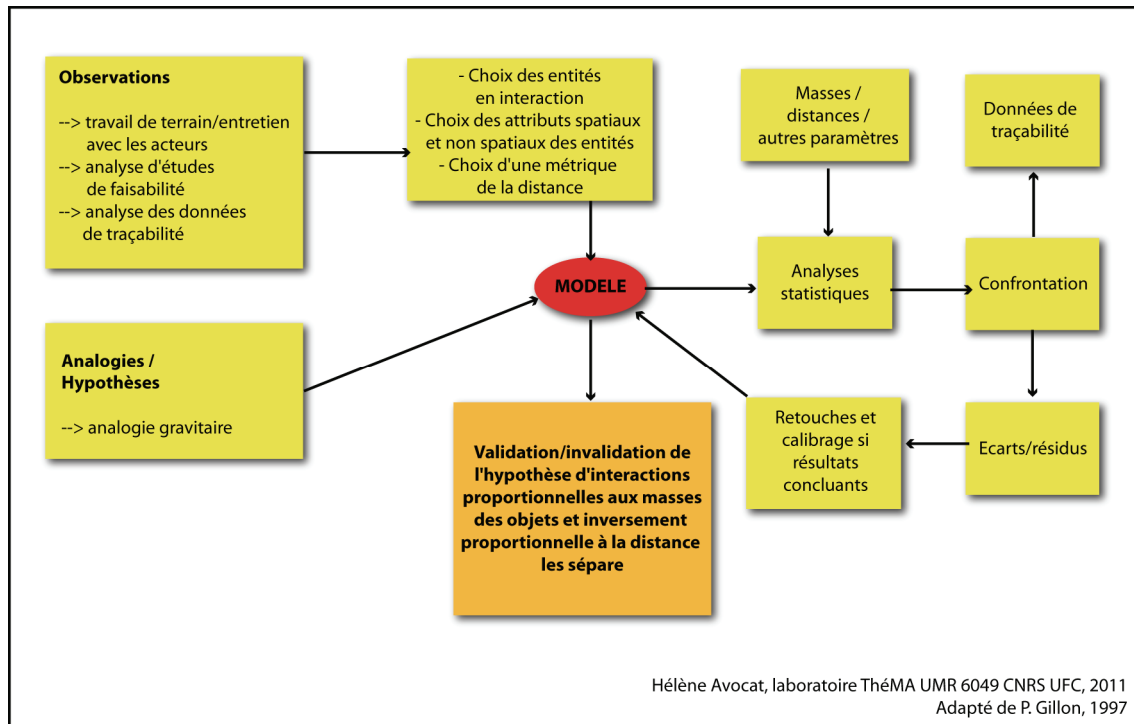 Observations
--> travail de terrain/entretien
avec les acteurs
--> analyse d'études
de faisabilité
--> analyse des données
de traçabilité
- Choix des entités
en interaction
- Choix des attributs spatiaux
et non spatiaux des entités
- Choix d'une métrique
de la distance
Masses /
distances /
autres paramètres
Données de
traçabilité
MODELE
Analyses
statistiques
Confrontation
Analogies /
Hypothèses
--> analogie gravitaire
Validation/invalidation de
l'hypothèse d'interactions
proportionnelles aux masses
des objets et inversement
proportionnelle à la distance
les sépare
Retouches et
calibrage si
résultats
concluants
Ecarts/résidus
Hélène Avocat, laboratoire ThéMA UMR 6049 CNRS UFC, 2011
Adapté de P. Gillon, 1997